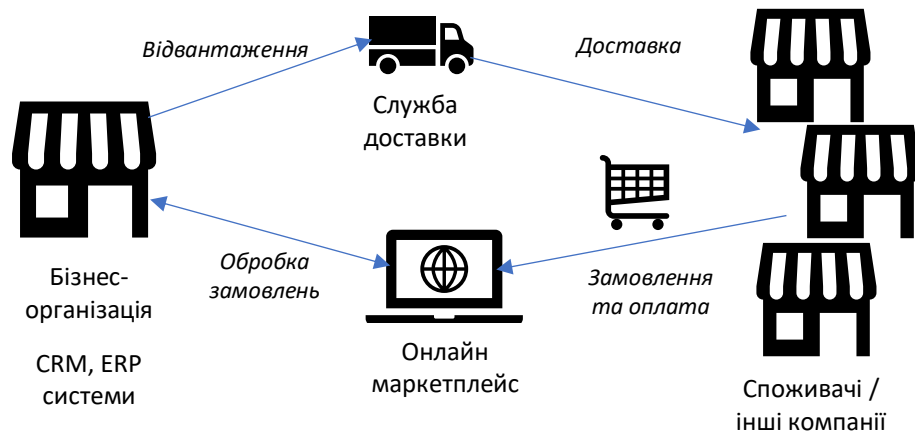 Відвантаження
Доставка
Служба
доставки
Бізнес-
організація
CRM, ERP
системи
Обробка
замовлень
Онлайн
маркетплейс
Замовлення
та оплата
Споживачі /
інші компанії